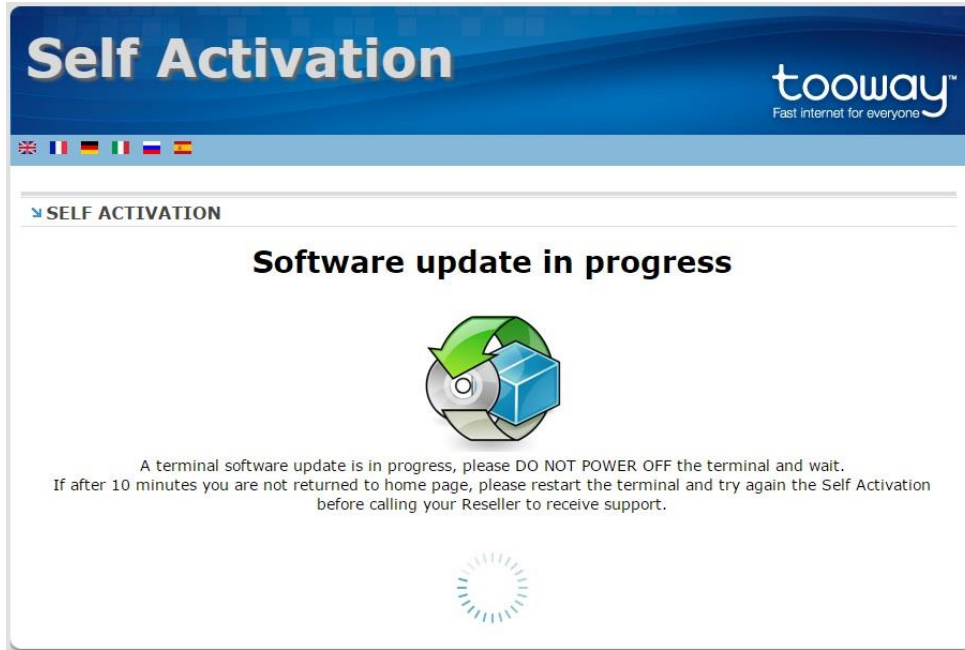 Self Activation
tooway™
Fast internet for everyone
SELF ACTIVATION
Software update in progress
A terminal software update is in progress, please DO NOT POWER OFF the terminal and wait.
If after 10 minutes you are not returned to home page, please restart the terminal and try again the Self Activation
before calling your Reseller to receive support.